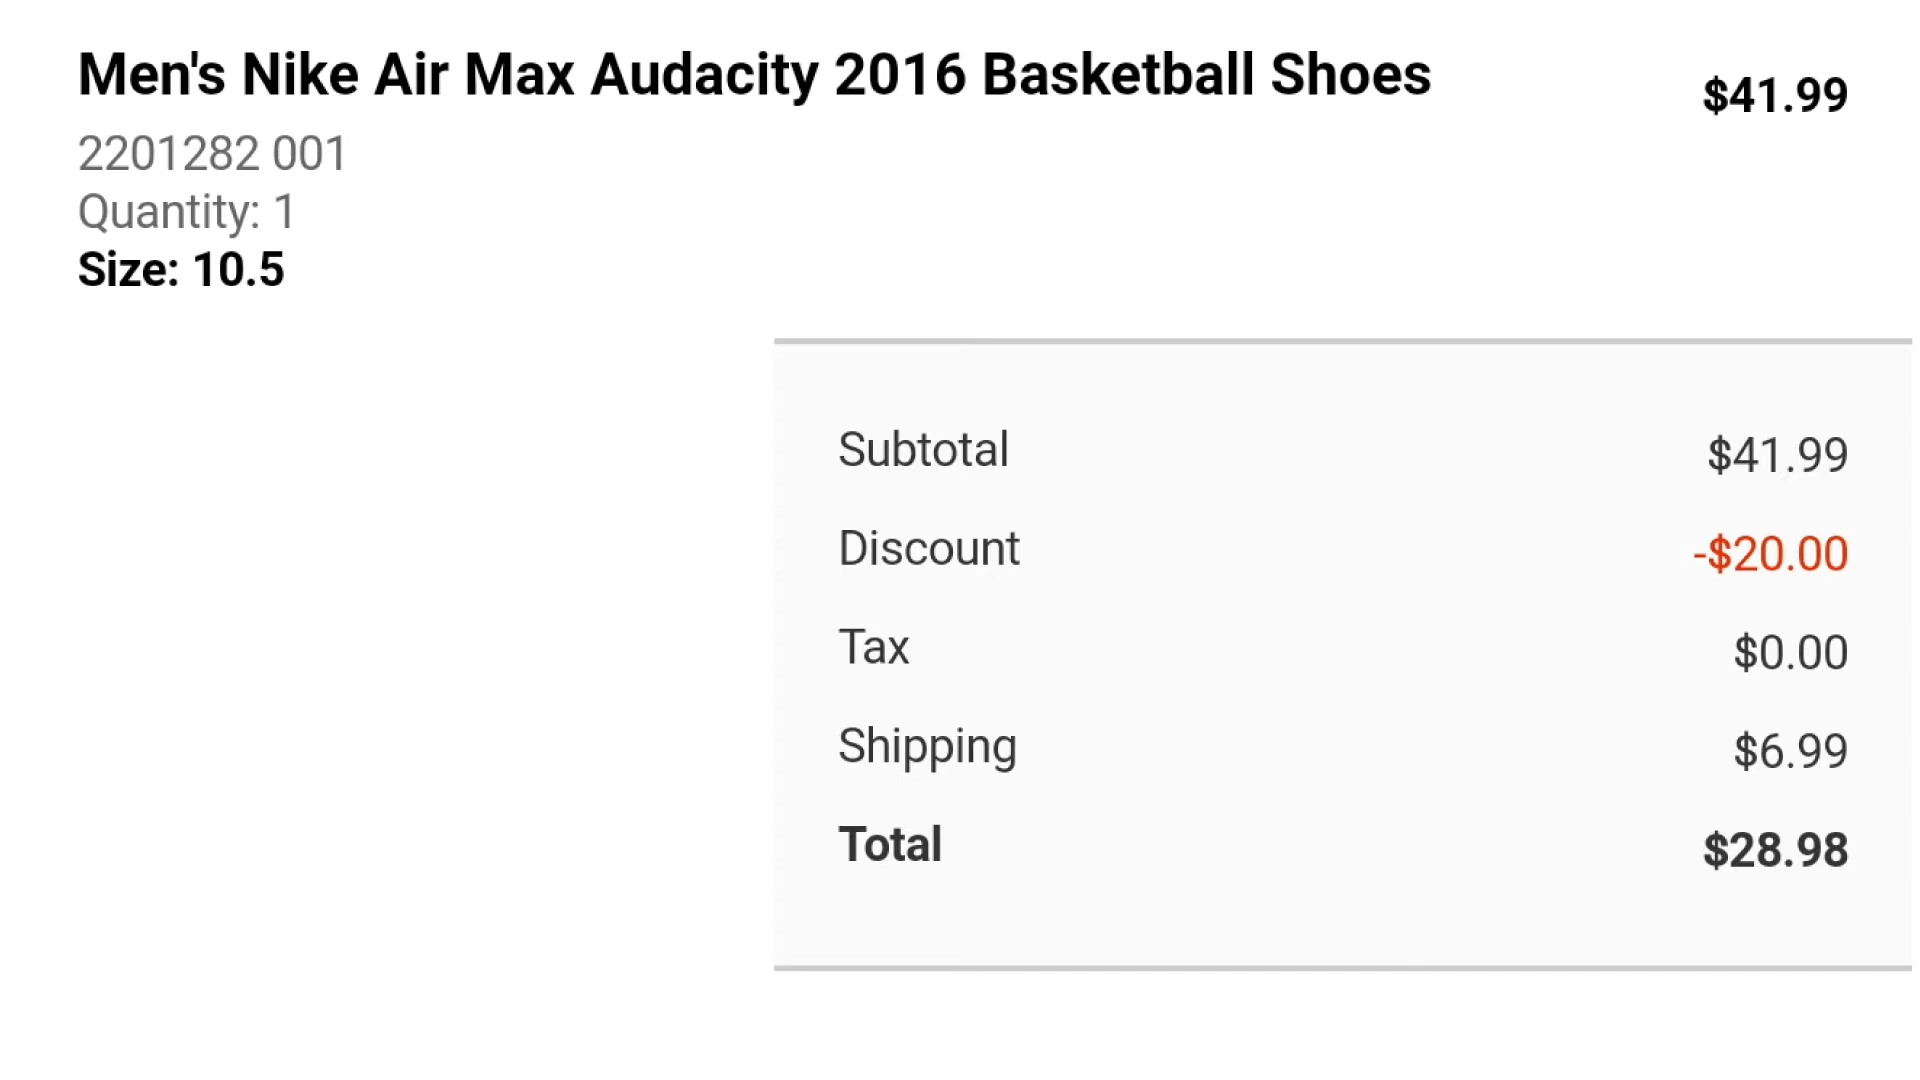 Men's Nike Air Max Audacity 2016 Basketball Shoes $41.99
2201282 001
Quantity: 1
Size: 10.5
Subtotal $41.99
Discount -$20.00
Tax $0.00
Shipping $6.99
Total $28.98